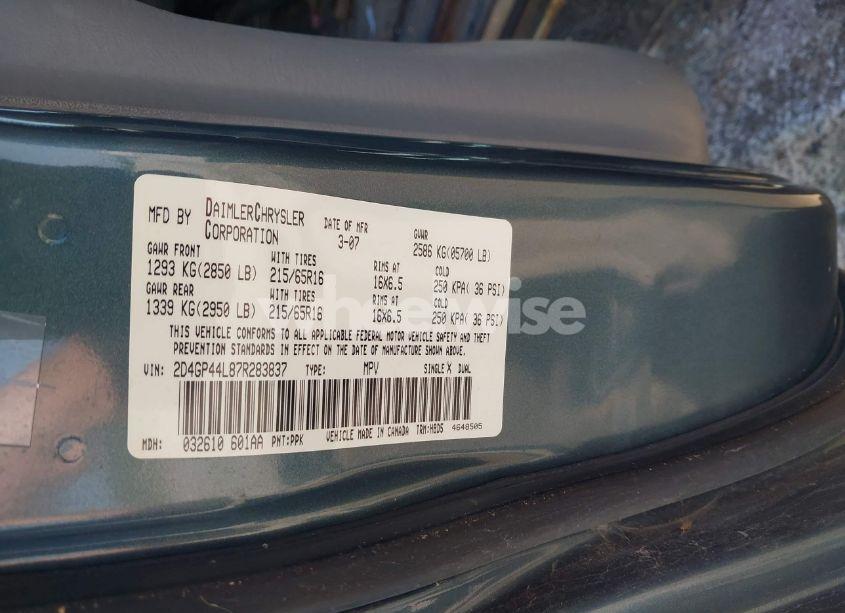 MFD BY DAIMLERCHRYSLER CORPORATION DATE OF MFR 3-07 GVWR 2586 KG(05700 LB)
GAWR FRONT WITH TIRES RIMS AT COLD
1293 KG(2850 LB) 215/65R16 16X6.5 250 KPA( 36 PSI)
GAWR REAR WITH TIRES RIMS AT COLD
1339 KG(2950 LB) 215/65R16 16X6.5 250 KPA( 36 PSI)
THIS VEHICLE CONFORMS TO ALL APPLICABLE FEDERAL MOTOR VEHICLE SAFETY AND THEFT
PREVENTION STANDARDS IN EFFECT ON THE DATE OF MANUFACTURE SHOWN ABOVE.
VIN: 2D4GP44L87R283837 TYPE: MPV SINGLE X DUAL
MDH: 032610 601AA PNT:PPK VEHICLE MADE IN CANADA TRM:H8D5 4648505